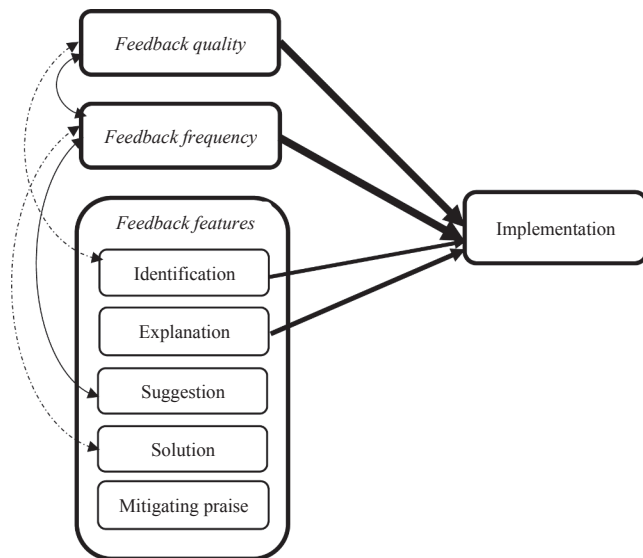 Feedback quality
Feedback frequency
Implementation
Feedback features
Identification
Explanation
Suggestion
Solution
Mitigating praise